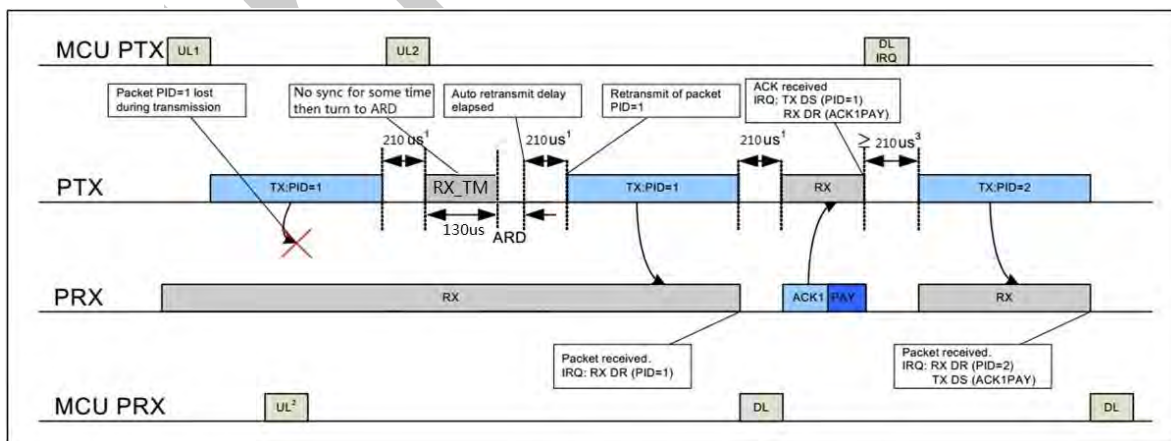 MCU PTX
UL1
UL2
DL
IRQ
Packet PID=1 lost
during transmission
No sync for some time
then turn to ARD
Auto retransmit delay
elapsed
Retransmit of packet
PID=1
ACK received
IRQ: TX DS (PID=1)
RX DR (ACK1PAY)
210us¹
210us¹
210us¹
≥ 210us³
PTX
TX:PID=1
RX_TM
TX:PID=1
RX
TX:PID=2
130us
ARD
PRX
RX
ACK1
PAY
RX
Packet received.
IRQ: RX DR (PID=1)
Packet received.
IRQ: RX DR (PID=2)
TX DS (ACK1PAY)
MCU PRX
UL²
DL
DL